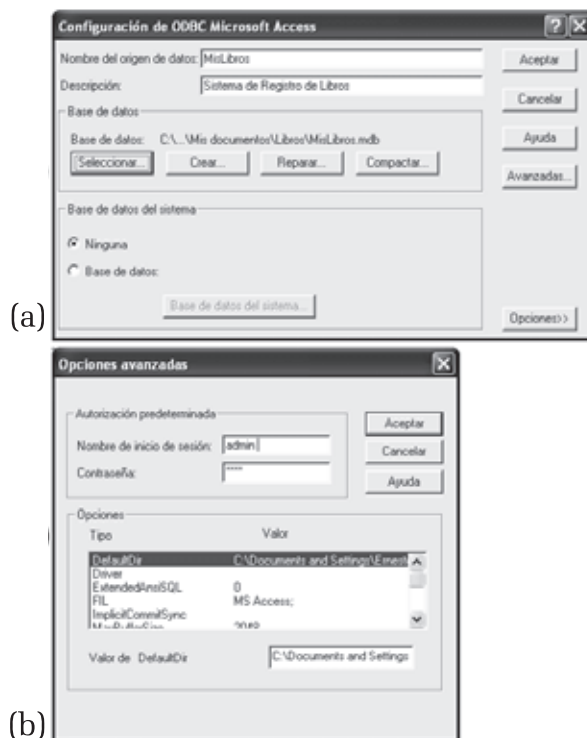 Configuración de ODBC Microsoft Access
Nombre del origen de datos: MisLibros
Descripción: Sistema de Registro de Libros
Base de datos
Base de datos: C:\...\Mis documentos\Libros\MisLibros.mdb
Seleccionar... Crear... Reparar... Compactar...
Base de datos del sistema
Ninguna
Base de datos:
Base de datos del sistema...
Aceptar
Cancelar
Ayuda
Avanzadas...
Opciones>>
(a)
Opciones avanzadas
Autorización predeterminada
Nombre de inicio de sesión: admin
Contraseña: ****
Aceptar
Cancelar
Ayuda
Opciones
Tipo Valor
DefaultDir C:\Documents and Settings\Ernest
Driver
ExtendedAnsiSQL 0
FIL MS Access;
ImplicitCommitSync
MaxBufferSize 2048
Valor de DefaultDir C:\Documents and Settings
(b)